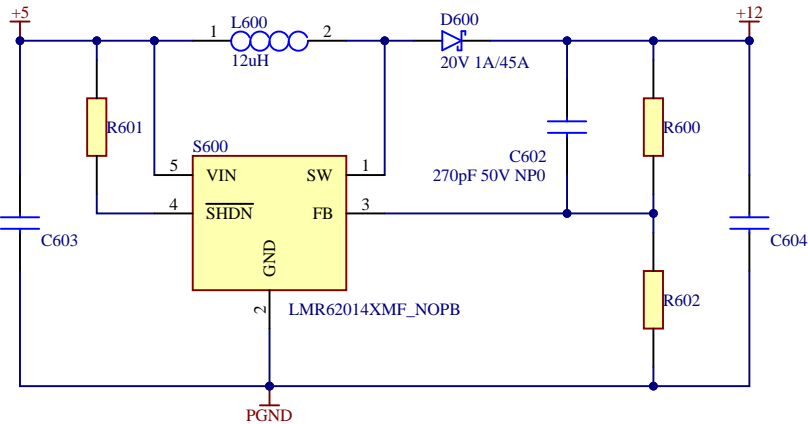 +5
L600
D600
+12
1
2
12uH
20V 1A/45A
R601
R600
S600
C602
270pF 50V NP0
5
VIN
SW
1
4
SHDN
FB
3
C603
GND
C604
2
LMR62014XMF_NOPB
R602
PGND